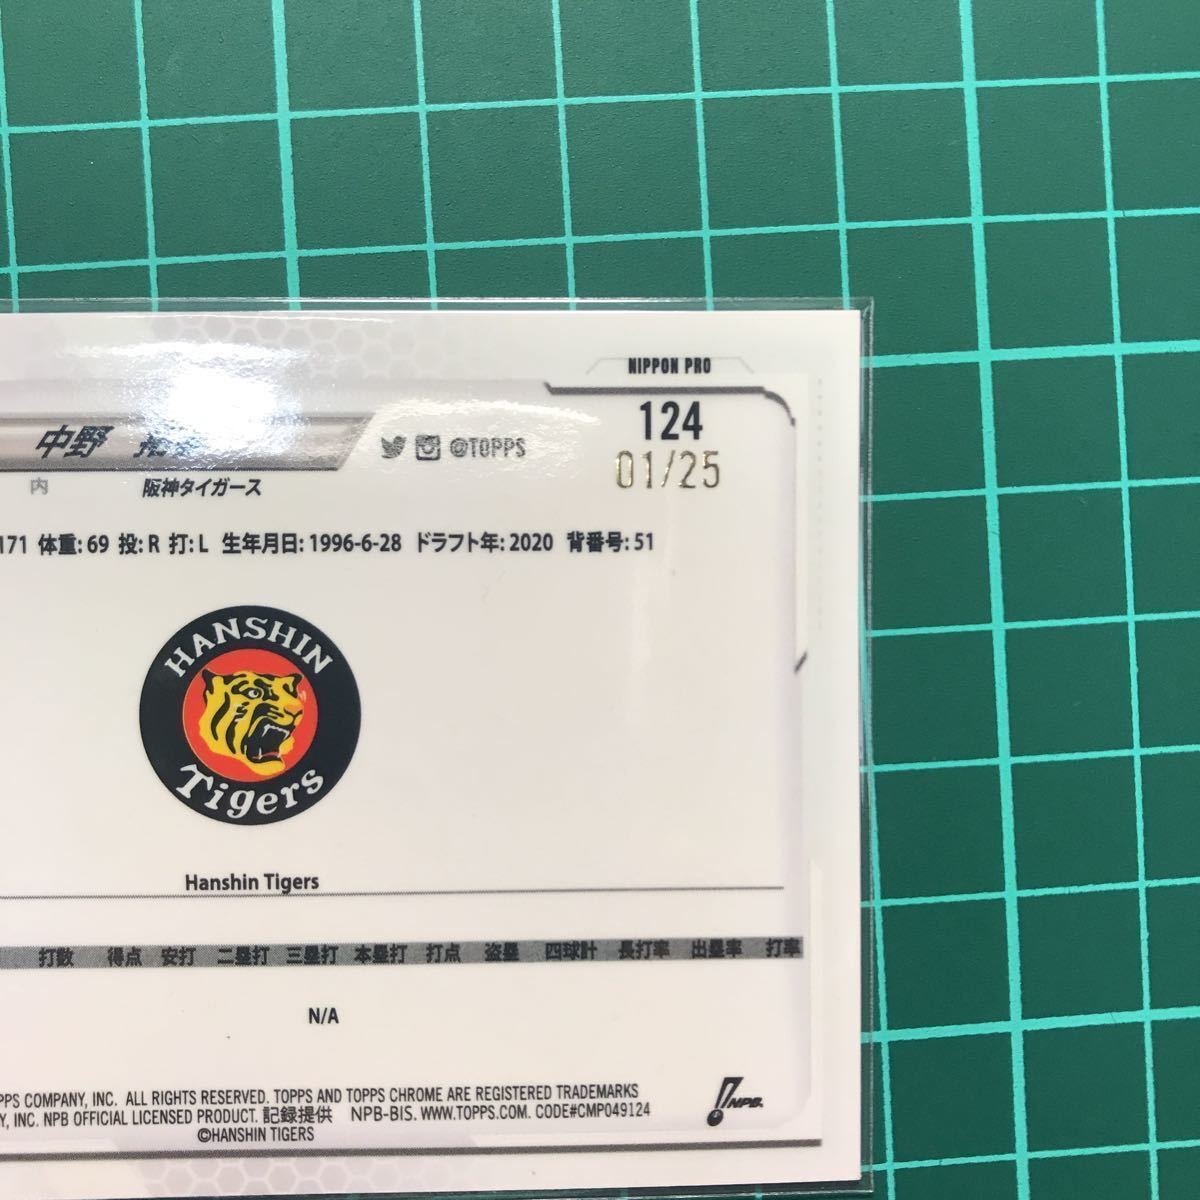 NIPPON PRO
124
01/25
中野 拓
@TOPPS
内 阪神タイガース
171 体重: 69 投: R 打: L 生年月日: 1996-6-28 ドラフト年: 2020 背番号: 51
HANSHIN
Tigers
Hanshin Tigers
打数 得点 安打 二塁打 三塁打 本塁打 打点 盗塁 四球計 長打率 出塁率 打率
N/A
PPS COMPANY, INC. ALL RIGHTS RESERVED. TOPPS AND TOPPS CHROME ARE REGISTERED TRADEMARKS
Y, INC. NPB OFFICIAL LICENSED PRODUCT. 記録提供 NPB-BIS. WWW.TOPPS.COM. CODE#CMP049124
©HANSHIN TIGERS
NPB.